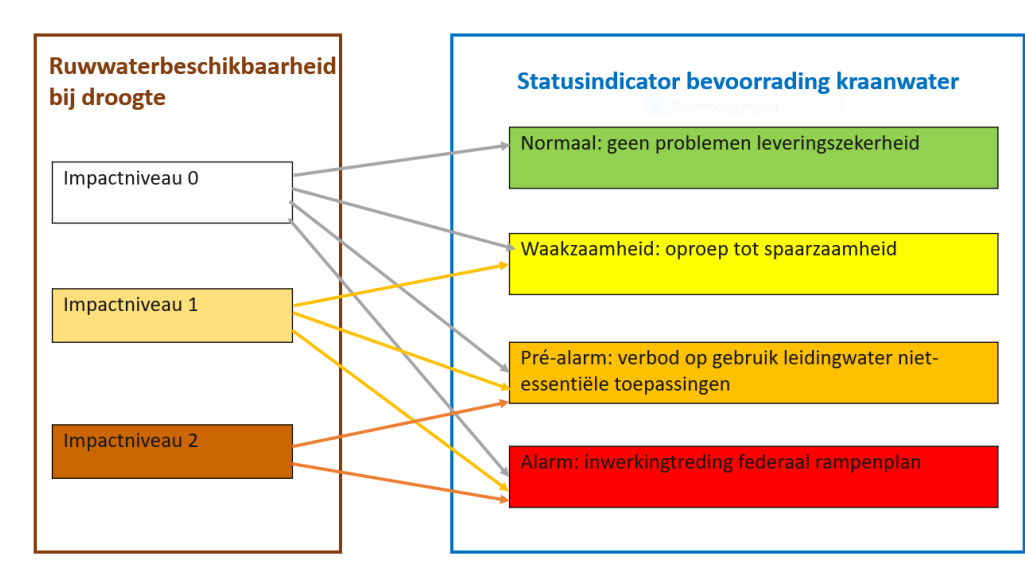 Ruwwaterbeschikbaarheid
bij droogte
Impactniveau 0
Impactniveau 1
Impactniveau 2
Statusindicator bevoorrading kraanwater
Normaal: geen problemen leveringszekerheid
Waakzaamheid: oproep tot spaarzaamheid
Pré-alarm: verbod op gebruik leidingwater niet-
essentiële toepassingen
Alarm: inwerkingtreding federaal rampenplan